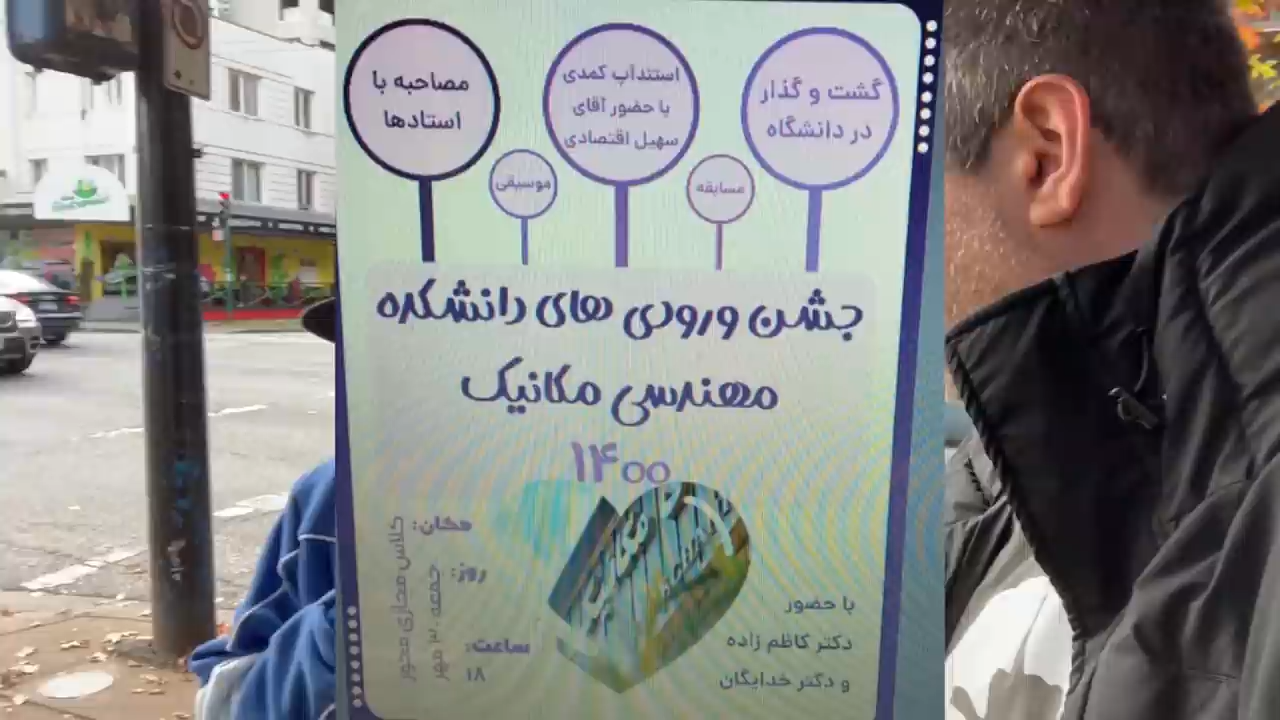 گشت و گذار
در دانشگاه
استندآپ کمدی
با حضور آقای
سهیل اقتصادی
مصاحبه با
استادها
مسابقه
موسیقی
جشن ورودی های دانشکده
مهندسی مکانیک
۱۴۰۰
مکان:
کلاس مجازی محور
روز:
جمعه ۳۰ مهر
ساعت:
۱۸
با حضور
دکتر کاظم زاده
و دکتر خدایگان